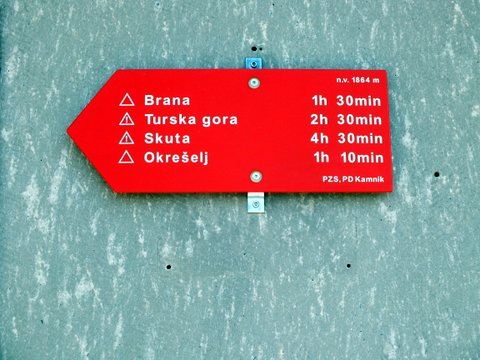 n.v. 1864 m
Brana 1h 30min
Turska gora 2h 30min
Skuta 4h 30min
Okrešelj 1h 10min
PZS, PD Kamnik